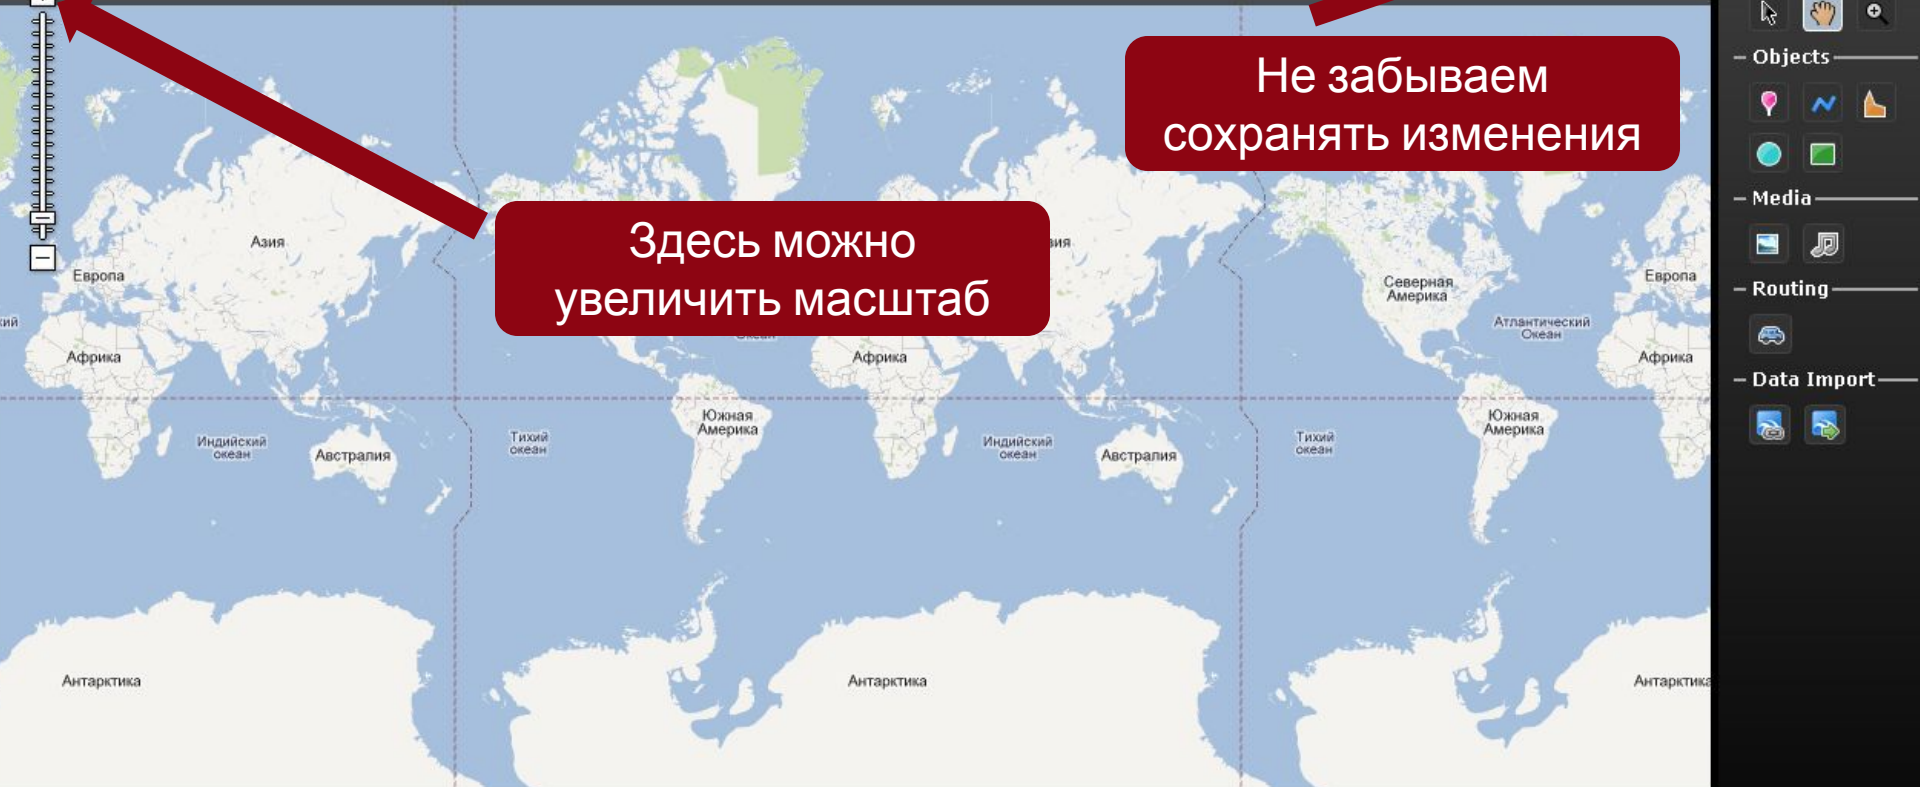 Не забываем
сохранять изменения
Здесь можно
увеличить масштаб
Objects
Media
Routing
Data Import
Азия
Европа
ский
Африка
Индийский
океан
Австралия
Антарктика
Тихий
океан
Южная
Америка
Африка
Индийский
океан
Австралия
Антарктика
Тихий
океан
Северная
Америка
Атлантический
Океан
Южная
Америка
Европа
Африка
Антарктика